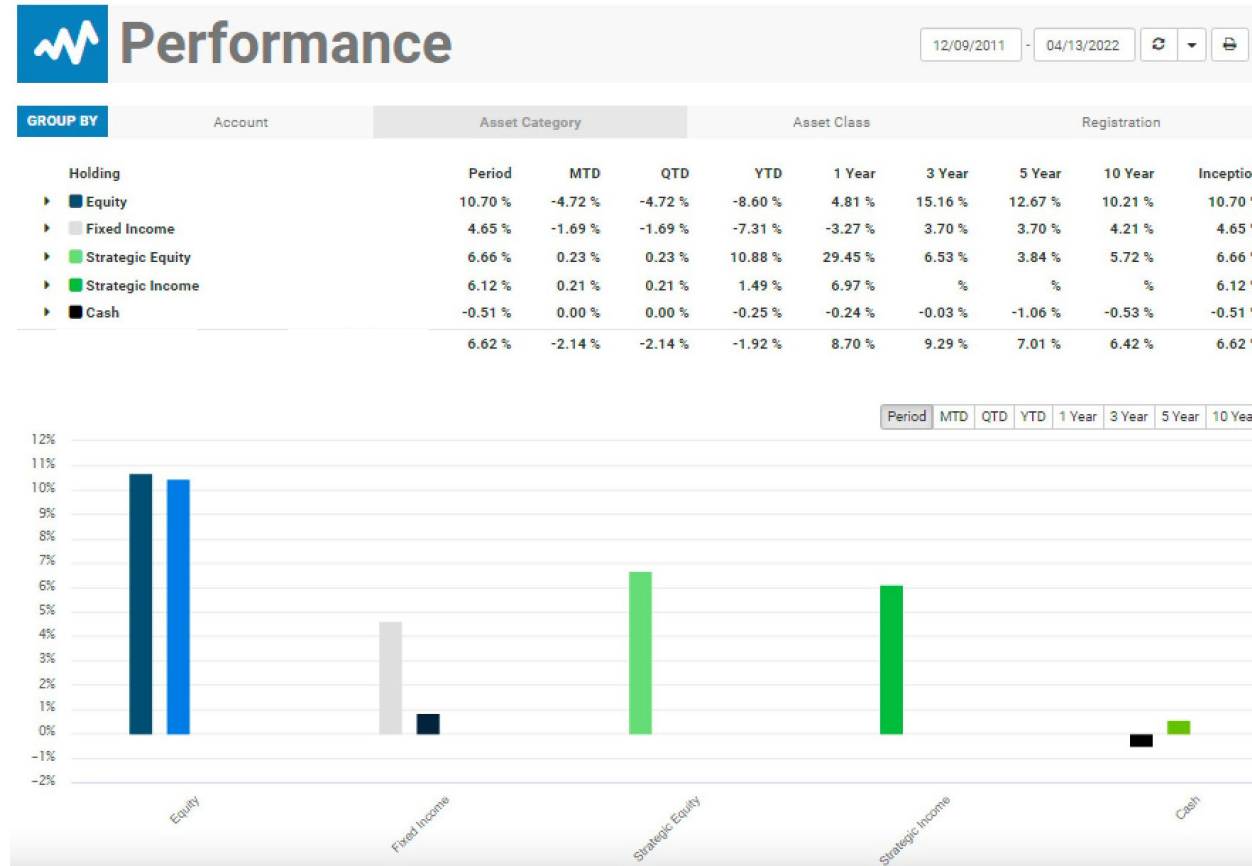 Performance
12/09/2011 - 04/13/2022
GROUP BY Account Asset Category Asset Class Registration
Holding Period MTD QTD YTD 1 Year 3 Year 5 Year 10 Year Inceptio
Equity 10.70 % -4.72 % -4.72 % -8.60 % 4.81 % 15.16 % 12.67 % 10.21 % 10.70 %
Fixed Income 4.65 % -1.69 % -1.69 % -7.31 % -3.27 % 3.70 % 3.70 % 4.21 % 4.65 %
Strategic Equity 6.66 % 0.23 % 0.23 % 10.88 % 29.45 % 6.53 % 3.84 % 5.72 % 6.66 %
Strategic Income 6.12 % 0.21 % 0.21 % 1.49 % 6.97 % % % % 6.12 %
Cash -0.51 % 0.00 % 0.00 % -0.25 % -0.24 % -0.03 % -1.06 % -0.53 % -0.51 %
6.62 % -2.14 % -2.14 % -1.92 % 8.70 % 9.29 % 7.01 % 6.42 % 6.62 %
Period MTD QTD YTD 1 Year 3 Year 5 Year 10 Yea
12%
11%
10%
9%
8%
7%
6%
5%
4%
3%
2%
1%
0%
-1%
-2%
Equity Fixed Income Strategic Equity Strategic Income Cash